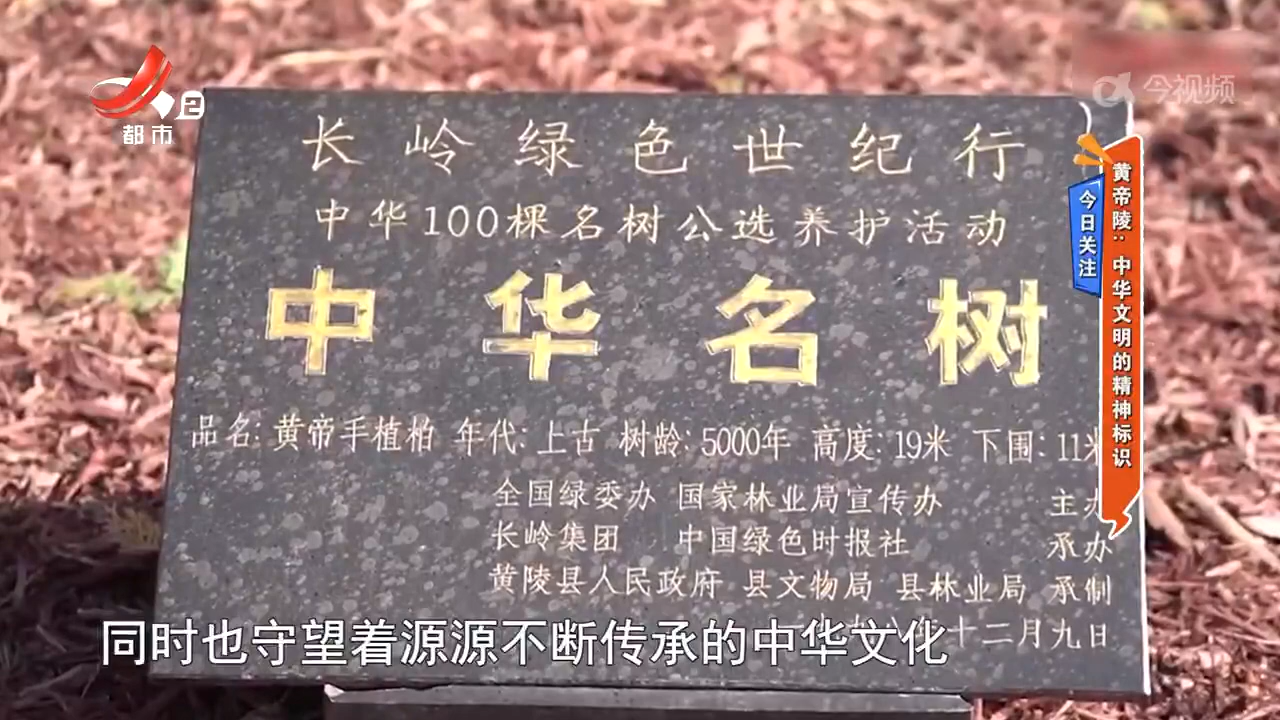 都市
2
今视频
今日关注
黄帝陵：中华文明的精神标识
长岭绿色世纪行
中华100棵名树公选养护活动
中华名树
品名:黄帝手植柏 年代:上古 树龄:5000年 高度:19米 下围:11米
全国绿委办 国家林业局宣传办 主办
长岭集团 中国绿色时报社 承办
黄陵县人民政府 县文物局 县林业局 承制
十二月九日
同时也守望着源源不断传承的中华文化